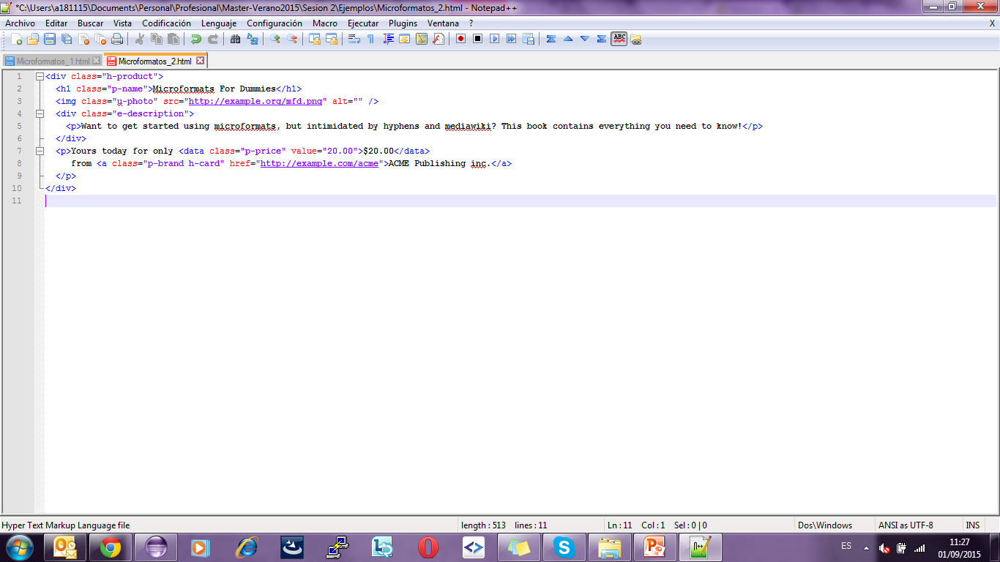 *C:\Users\a181115\Documents\Personal\Profesional\Master-Verano2015\Sesion 2\Ejemplos\Microformatos_2.html - Notepad++
Archivo Editar Buscar Vista Codificación Lenguaje Configuración Macro Ejecutar Plugins Ventana ? X
ABC
Microformatos_1.html Microformatos_2.html
1 <div class="h-product">
2 <h1 class="p-name">Microformats For Dummies</h1>
3 <img class="u-photo" src="http://example.org/mfd.png" alt="" />
4 <div class="e-description">
5 <p>Want to get started using microformats, but intimidated by hyphens and mediawiki? This book contains everything you need to know!</p>
6 </div>
7 <p>Yours today for only <data class="p-price" value="20.00">$20.00</data>
8 from <a class="p-brand h-card" href="http://example.com/acme">ACME Publishing inc.</a>
9 </p>
10 </div>
11
Hyper Text Markup Language file length : 513 lines : 11 Ln : 11 Col : 1 Sel : 0 | 0 Dos\Windows ANSI as UTF-8 INS
ES 11:27
01/09/2015